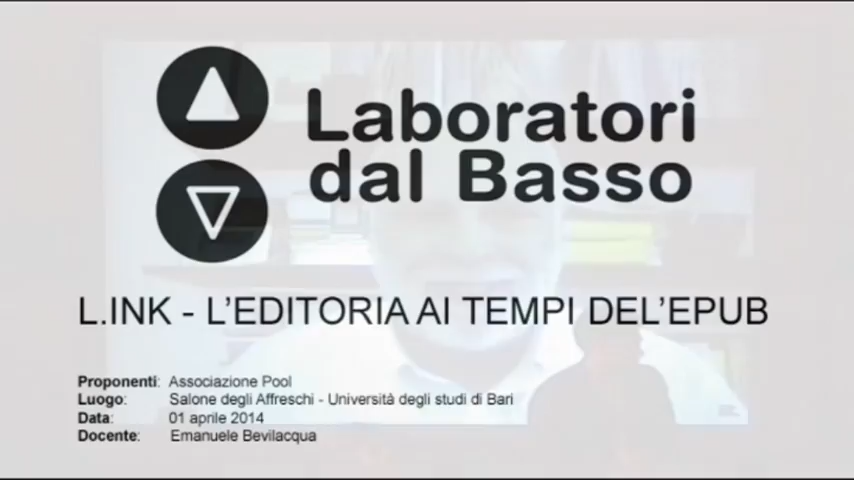 Laboratori
dal Basso
L.INK - L'EDITORIA AI TEMPI DEL'EPUB
Proponenti: Associazione Pool
Luogo: Salone degli Affreschi - Università degli studi di Bari
Data: 01 aprile 2014
Docente: Emanuele Bevilacqua